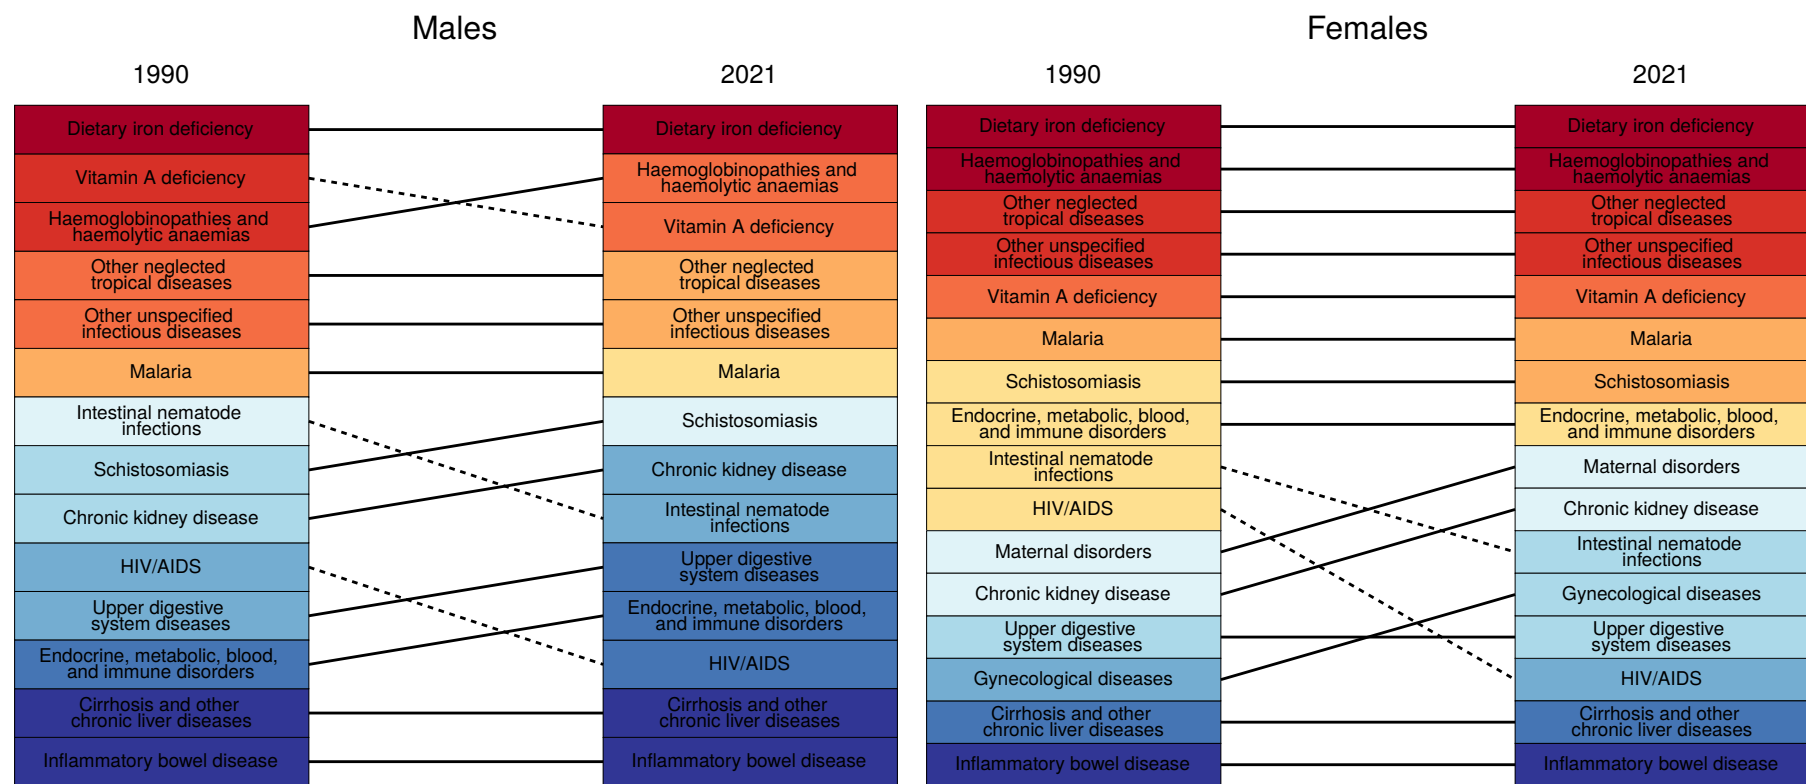 Males
1990
2021
Dietary iron deficiency
Vitamin A deficiency
Haemoglobinopathies and
haemolytic anaemias
Other neglected
tropical diseases
Other unspecified
infectious diseases
Malaria
Intestinal nematode
infections
Schistosomiasis
Chronic kidney disease
HIV/AIDS
Upper digestive
system diseases
Endocrine, metabolic, blood,
and immune disorders
Cirrhosis and other
chronic liver diseases
Inflammatory bowel disease
Dietary iron deficiency
Haemoglobinopathies and
haemolytic anaemias
Vitamin A deficiency
Other neglected
tropical diseases
Other unspecified
infectious diseases
Malaria
Schistosomiasis
Chronic kidney disease
Intestinal nematode
infections
Upper digestive
system diseases
Endocrine, metabolic, blood,
and immune disorders
HIV/AIDS
Cirrhosis and other
chronic liver diseases
Inflammatory bowel disease
Females
1990
2021
Dietary iron deficiency
Haemoglobinopathies and
haemolytic anaemias
Other neglected
tropical diseases
Other unspecified
infectious diseases
Vitamin A deficiency
Malaria
Schistosomiasis
Endocrine, metabolic, blood,
and immune disorders
Intestinal nematode
infections
HIV/AIDS
Maternal disorders
Chronic kidney disease
Upper digestive
system diseases
Gynecological diseases
Cirrhosis and other
chronic liver diseases
Inflammatory bowel disease
Dietary iron deficiency
Haemoglobinopathies and
haemolytic anaemias
Other neglected
tropical diseases
Other unspecified
infectious diseases
Vitamin A deficiency
Malaria
Schistosomiasis
Endocrine, metabolic, blood,
and immune disorders
Maternal disorders
Chronic kidney disease
Intestinal nematode
infections
Gynecological diseases
Upper digestive
system diseases
HIV/AIDS
Cirrhosis and other
chronic liver diseases
Inflammatory bowel disease